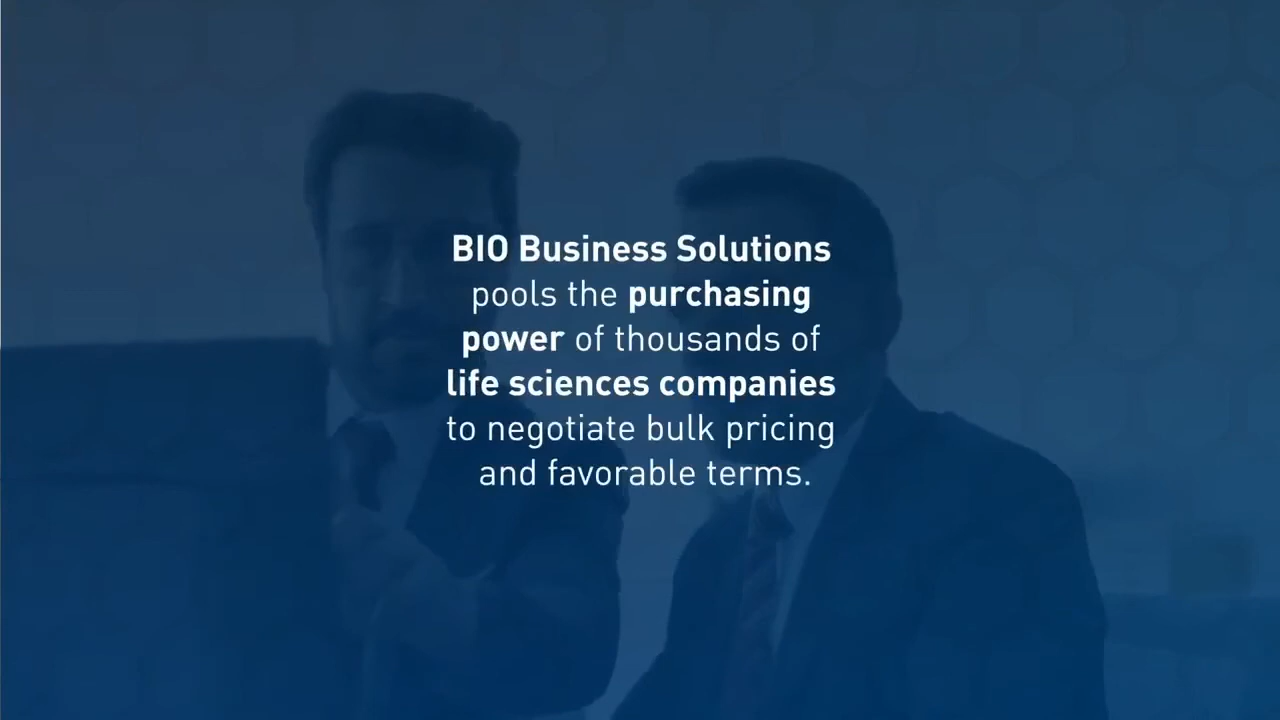 BIO Business Solutions
pools the purchasing
power of thousands of
life sciences companies
to negotiate bulk pricing
and favorable terms.